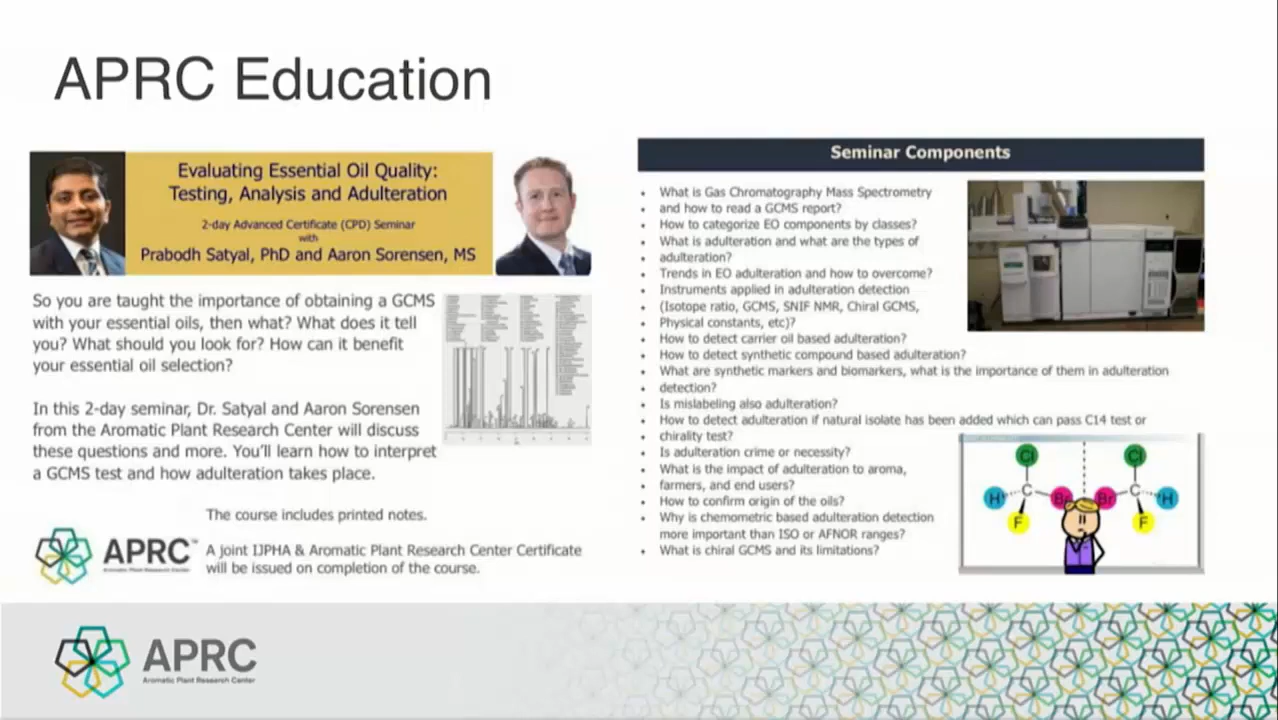 APRC Education
Evaluating Essential Oil Quality:
Testing, Analysis and Adulteration
2-day Advanced Certificate (CPD) Seminar
with
Prabodh Satyal, PhD and Aaron Sorensen, MS
So you are taught the importance of obtaining a GCMS
with your essential oils, then what? What does it tell
you? What should you look for? How can it benefit
your essential oil selection?
In this 2-day seminar, Dr. Satyal and Aaron Sorensen
from the Aromatic Plant Research Center will discuss
these questions and more. You'll learn how to interpret
a GCMS test and how adulteration takes place.
The course includes printed notes.
APRC™
Aromatic Plant Research Center
A joint IJPHA & Aromatic Plant Research Center Certificate
will be issued on completion of the course.
Seminar Components
• What is Gas Chromatography Mass Spectrometry
• and how to read a GCMS report?
• How to categorize EO components by classes?
• What is adulteration and what are the types of
• adulteration?
• Trends in EO adulteration and how to overcome?
• Instruments applied in adulteration detection
• (Isotope ratio, GCMS, SNIF NMR, Chiral GCMS,
• Physical constants, etc)?
• How to detect carrier oil based adulteration?
• How to detect synthetic compound based adulteration?
• What are synthetic markers and biomarkers, what is the importance of them in adulteration
• detection?
• Is mislabeling also adulteration?
• How to detect adulteration if natural isolate has been added which can pass C14 test or
• chirality test?
• Is adulteration crime or necessity?
• What is the impact of adulteration to aroma,
• farmers, and end users?
• How to confirm origin of the oils?
• Why is chemometric based adulteration detection
more important than ISO or AFNOR ranges?
• What is chiral GCMS and its limitations?
Cl Cl
H C Br Br C H
F F
APRC
Aromatic Plant Research Center